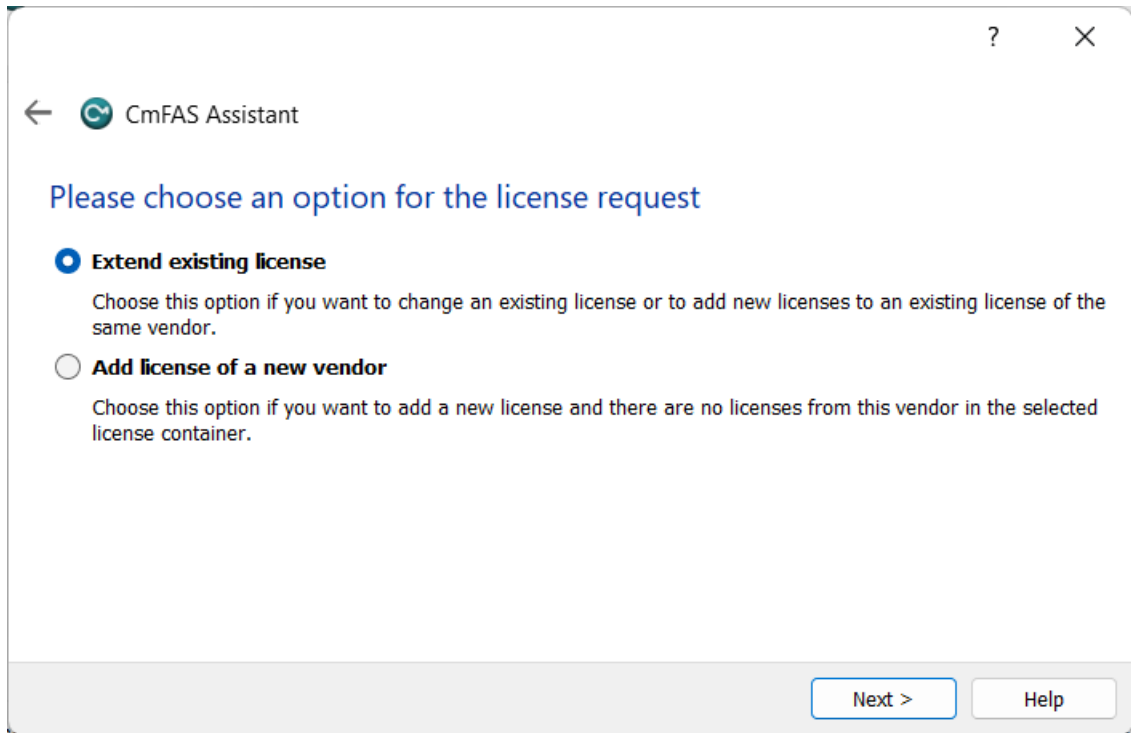 ?
CmFAS Assistant
Please choose an option for the license request
Extend existing license
Choose this option if you want to change an existing license or to add new licenses to an existing license of the
same vendor.
Add license of a new vendor
Choose this option if you want to add a new license and there are no licenses from this vendor in the selected
license container.
Next >
Help